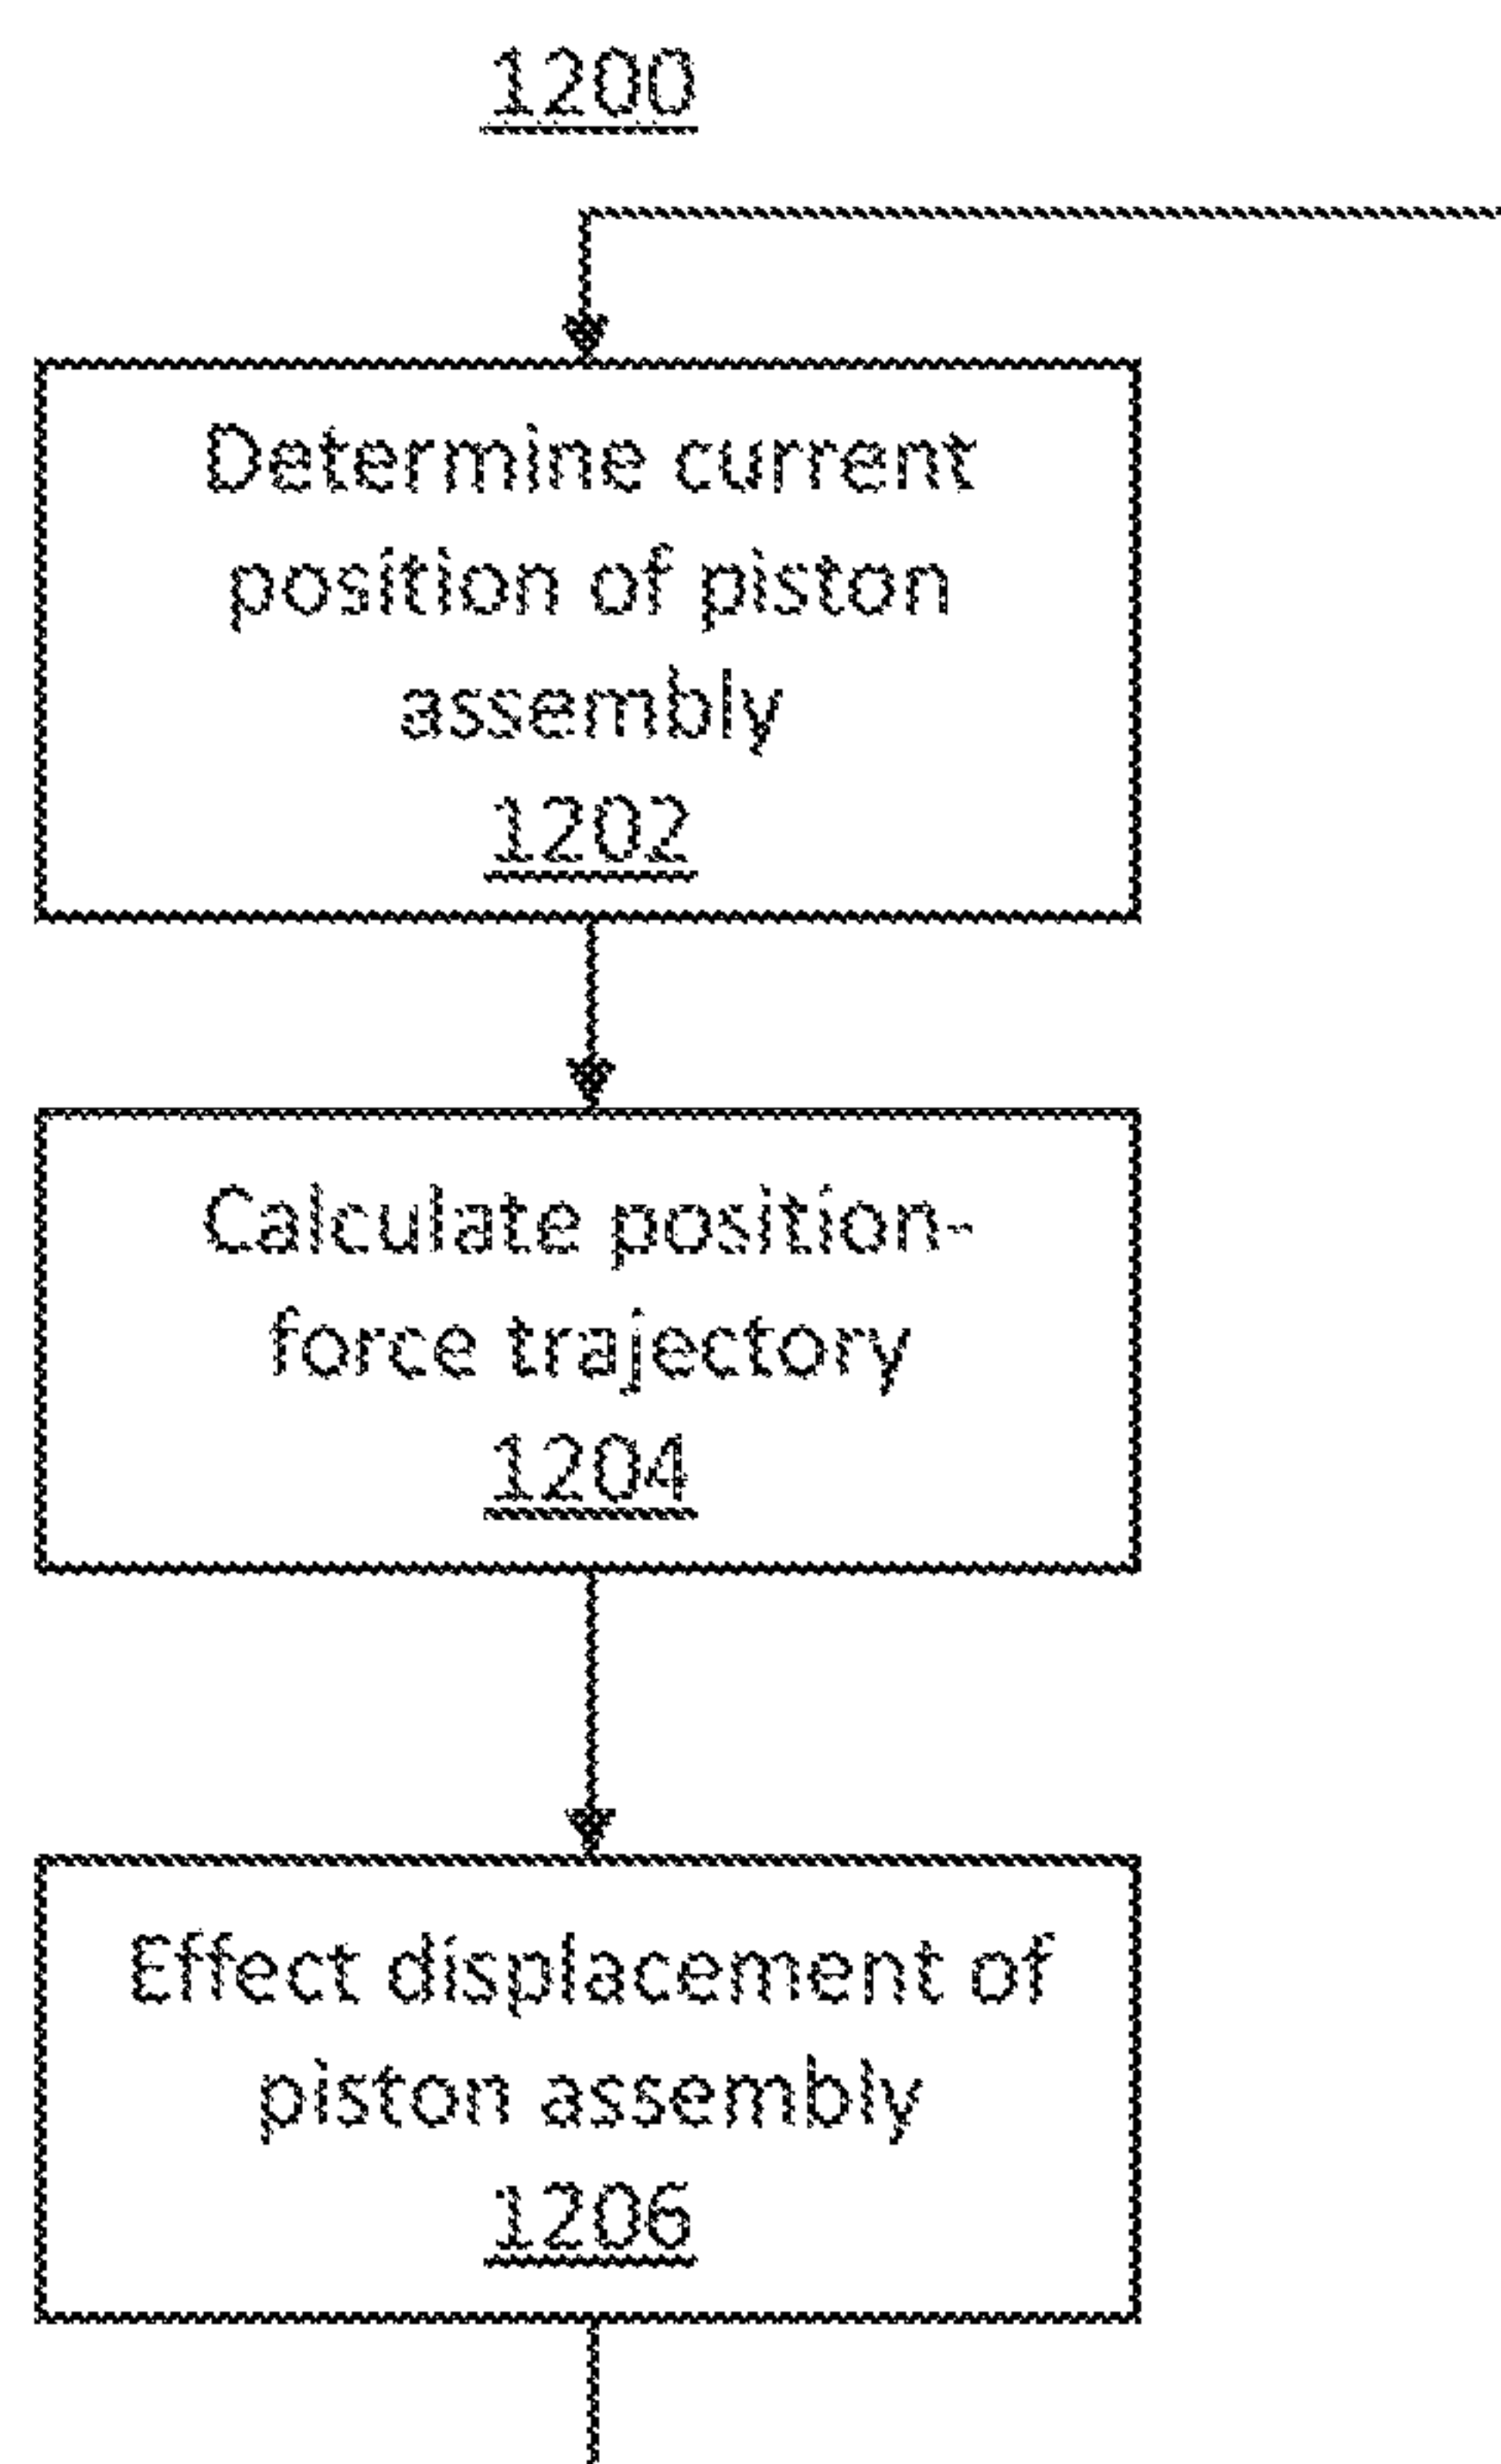 1200
Determine current
position of piston
assembly
1202
Calculate position-
force trajectory
1204
Effect displacement of
piston assembly
1206